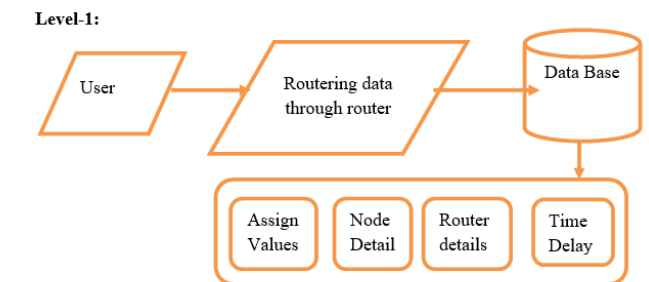 Level-1:
User
Routering data
through router
Data Base
Assign
Values
Node
Detail
Router
details
Time
Delay